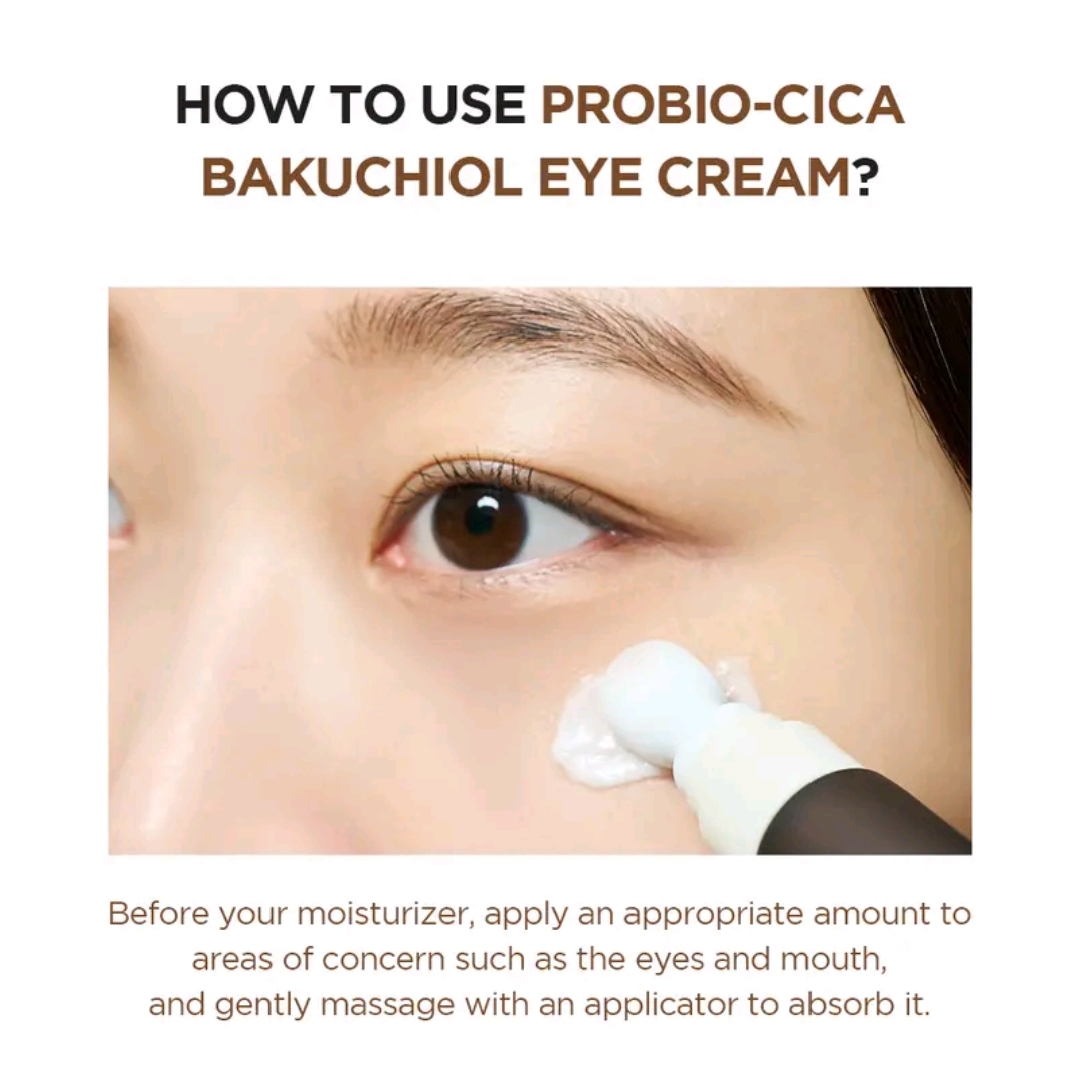 HOW TO USE PROBIO-CICA
BAKUCHIOL EYE CREAM?
Before your moisturizer, apply an appropriate amount to
areas of concern such as the eyes and mouth,
and gently massage with an applicator to absorb it.